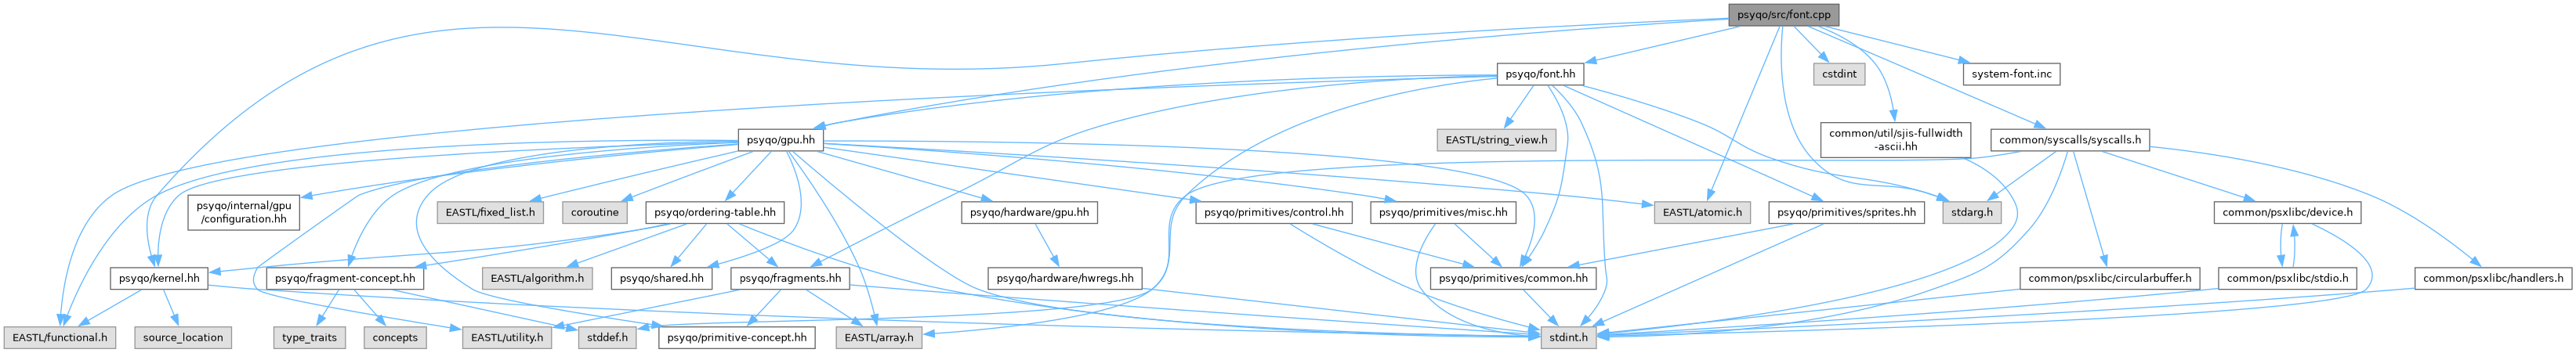 psyqo/src/font.cpp
psyqo/font.hh
cstdint
system-font.inc
psyqo/gpu.hh
EASTL/string_view.h
common/util/sjis-fullwidth
-ascii.hh
common/syscalls/syscalls.h
psyqo/internal/gpu
/configuration.hh
EASTL/fixed_list.h
coroutine
psyqo/ordering-table.hh
psyqo/hardware/gpu.hh
psyqo/primitives/control.hh
psyqo/primitives/misc.hh
EASTL/atomic.h
psyqo/primitives/sprites.hh
stdarg.h
common/psxlibc/device.h
psyqo/kernel.hh
psyqo/fragment-concept.hh
EASTL/algorithm.h
psyqo/shared.hh
psyqo/fragments.hh
psyqo/hardware/hwregs.hh
psyqo/primitives/common.hh
common/psxlibc/circularbuffer.h
common/psxlibc/stdio.h
common/psxlibc/handlers.h
EASTL/functional.h
source_location
type_traits
concepts
EASTL/utility.h
stddef.h
psyqo/primitive-concept.hh
EASTL/array.h
stdint.h